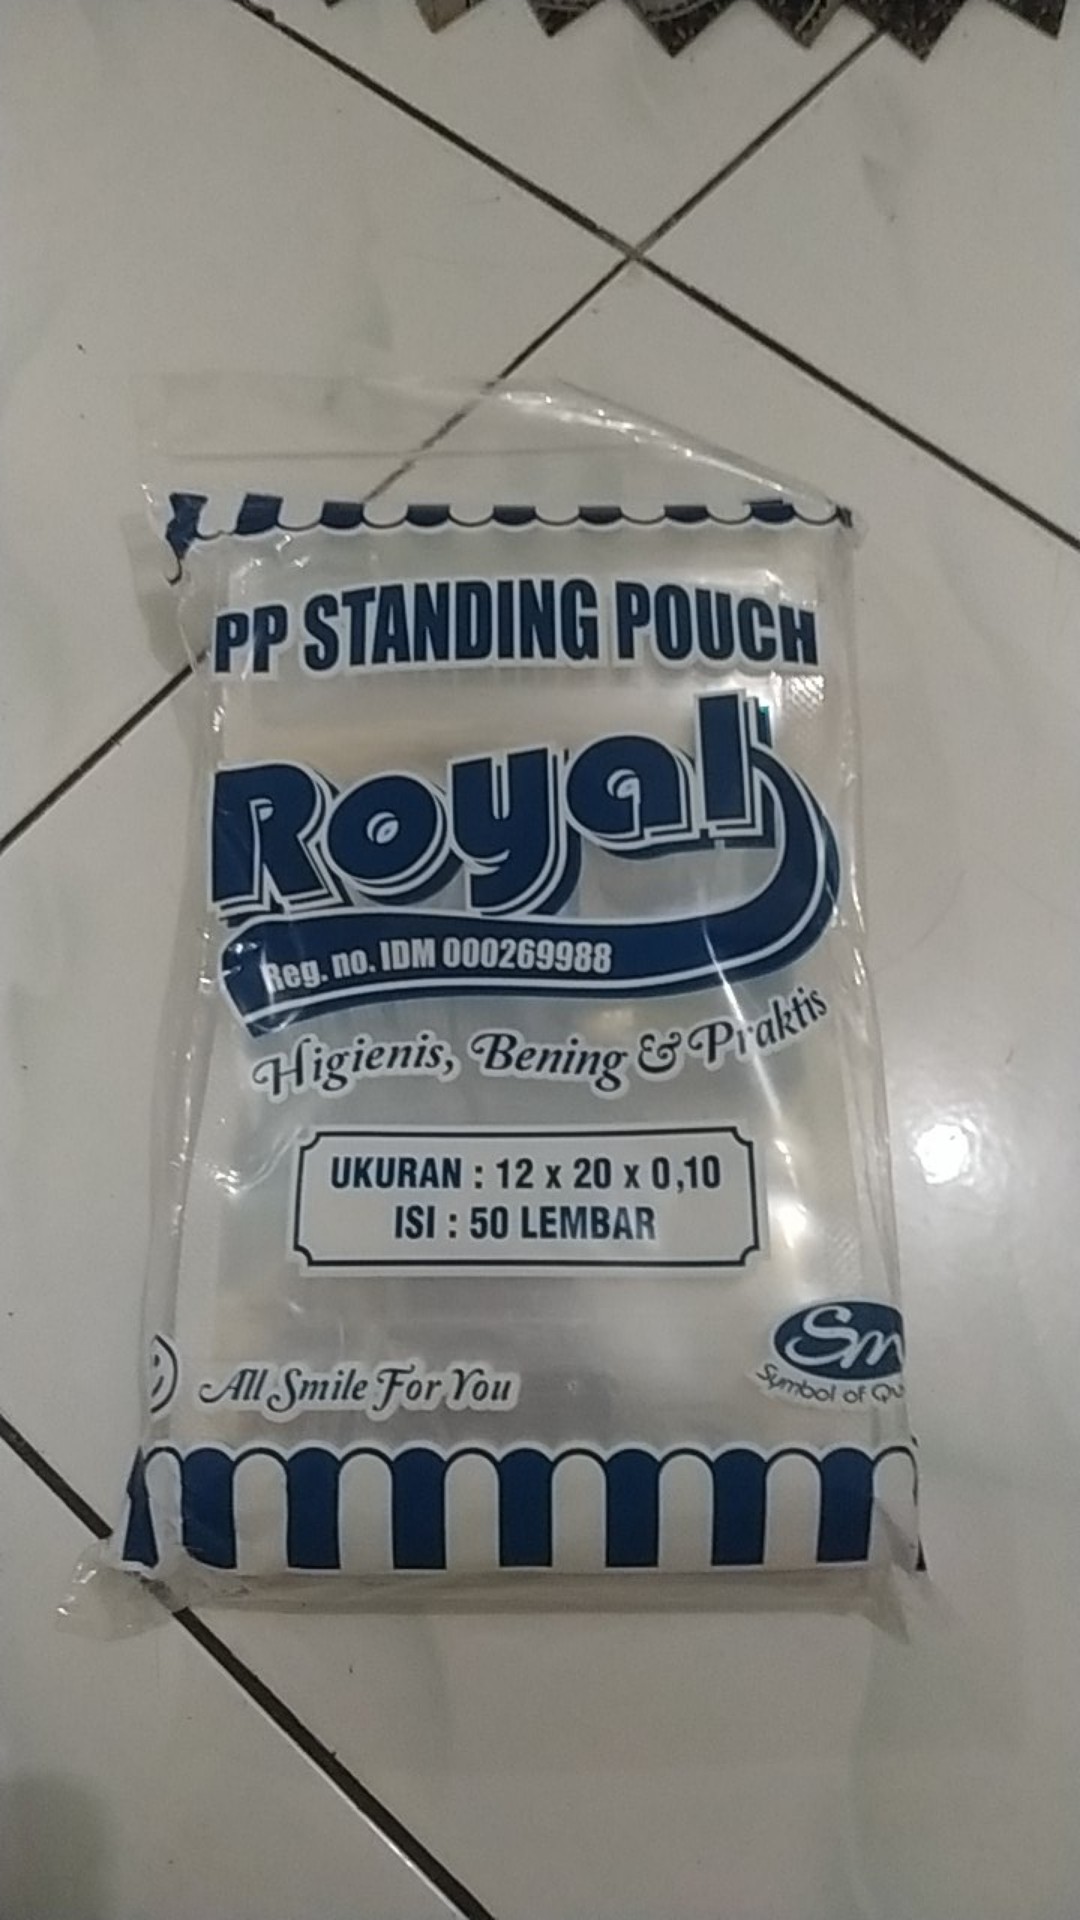 PP STANDING POUCH
Royal
Reg. no. IDM 000269988
Higienis, Bening & Praktis
UKURAN : 12 x 20 x 0,10
ISI : 50 LEMBAR
All Smile For You
Sm
Symbol of